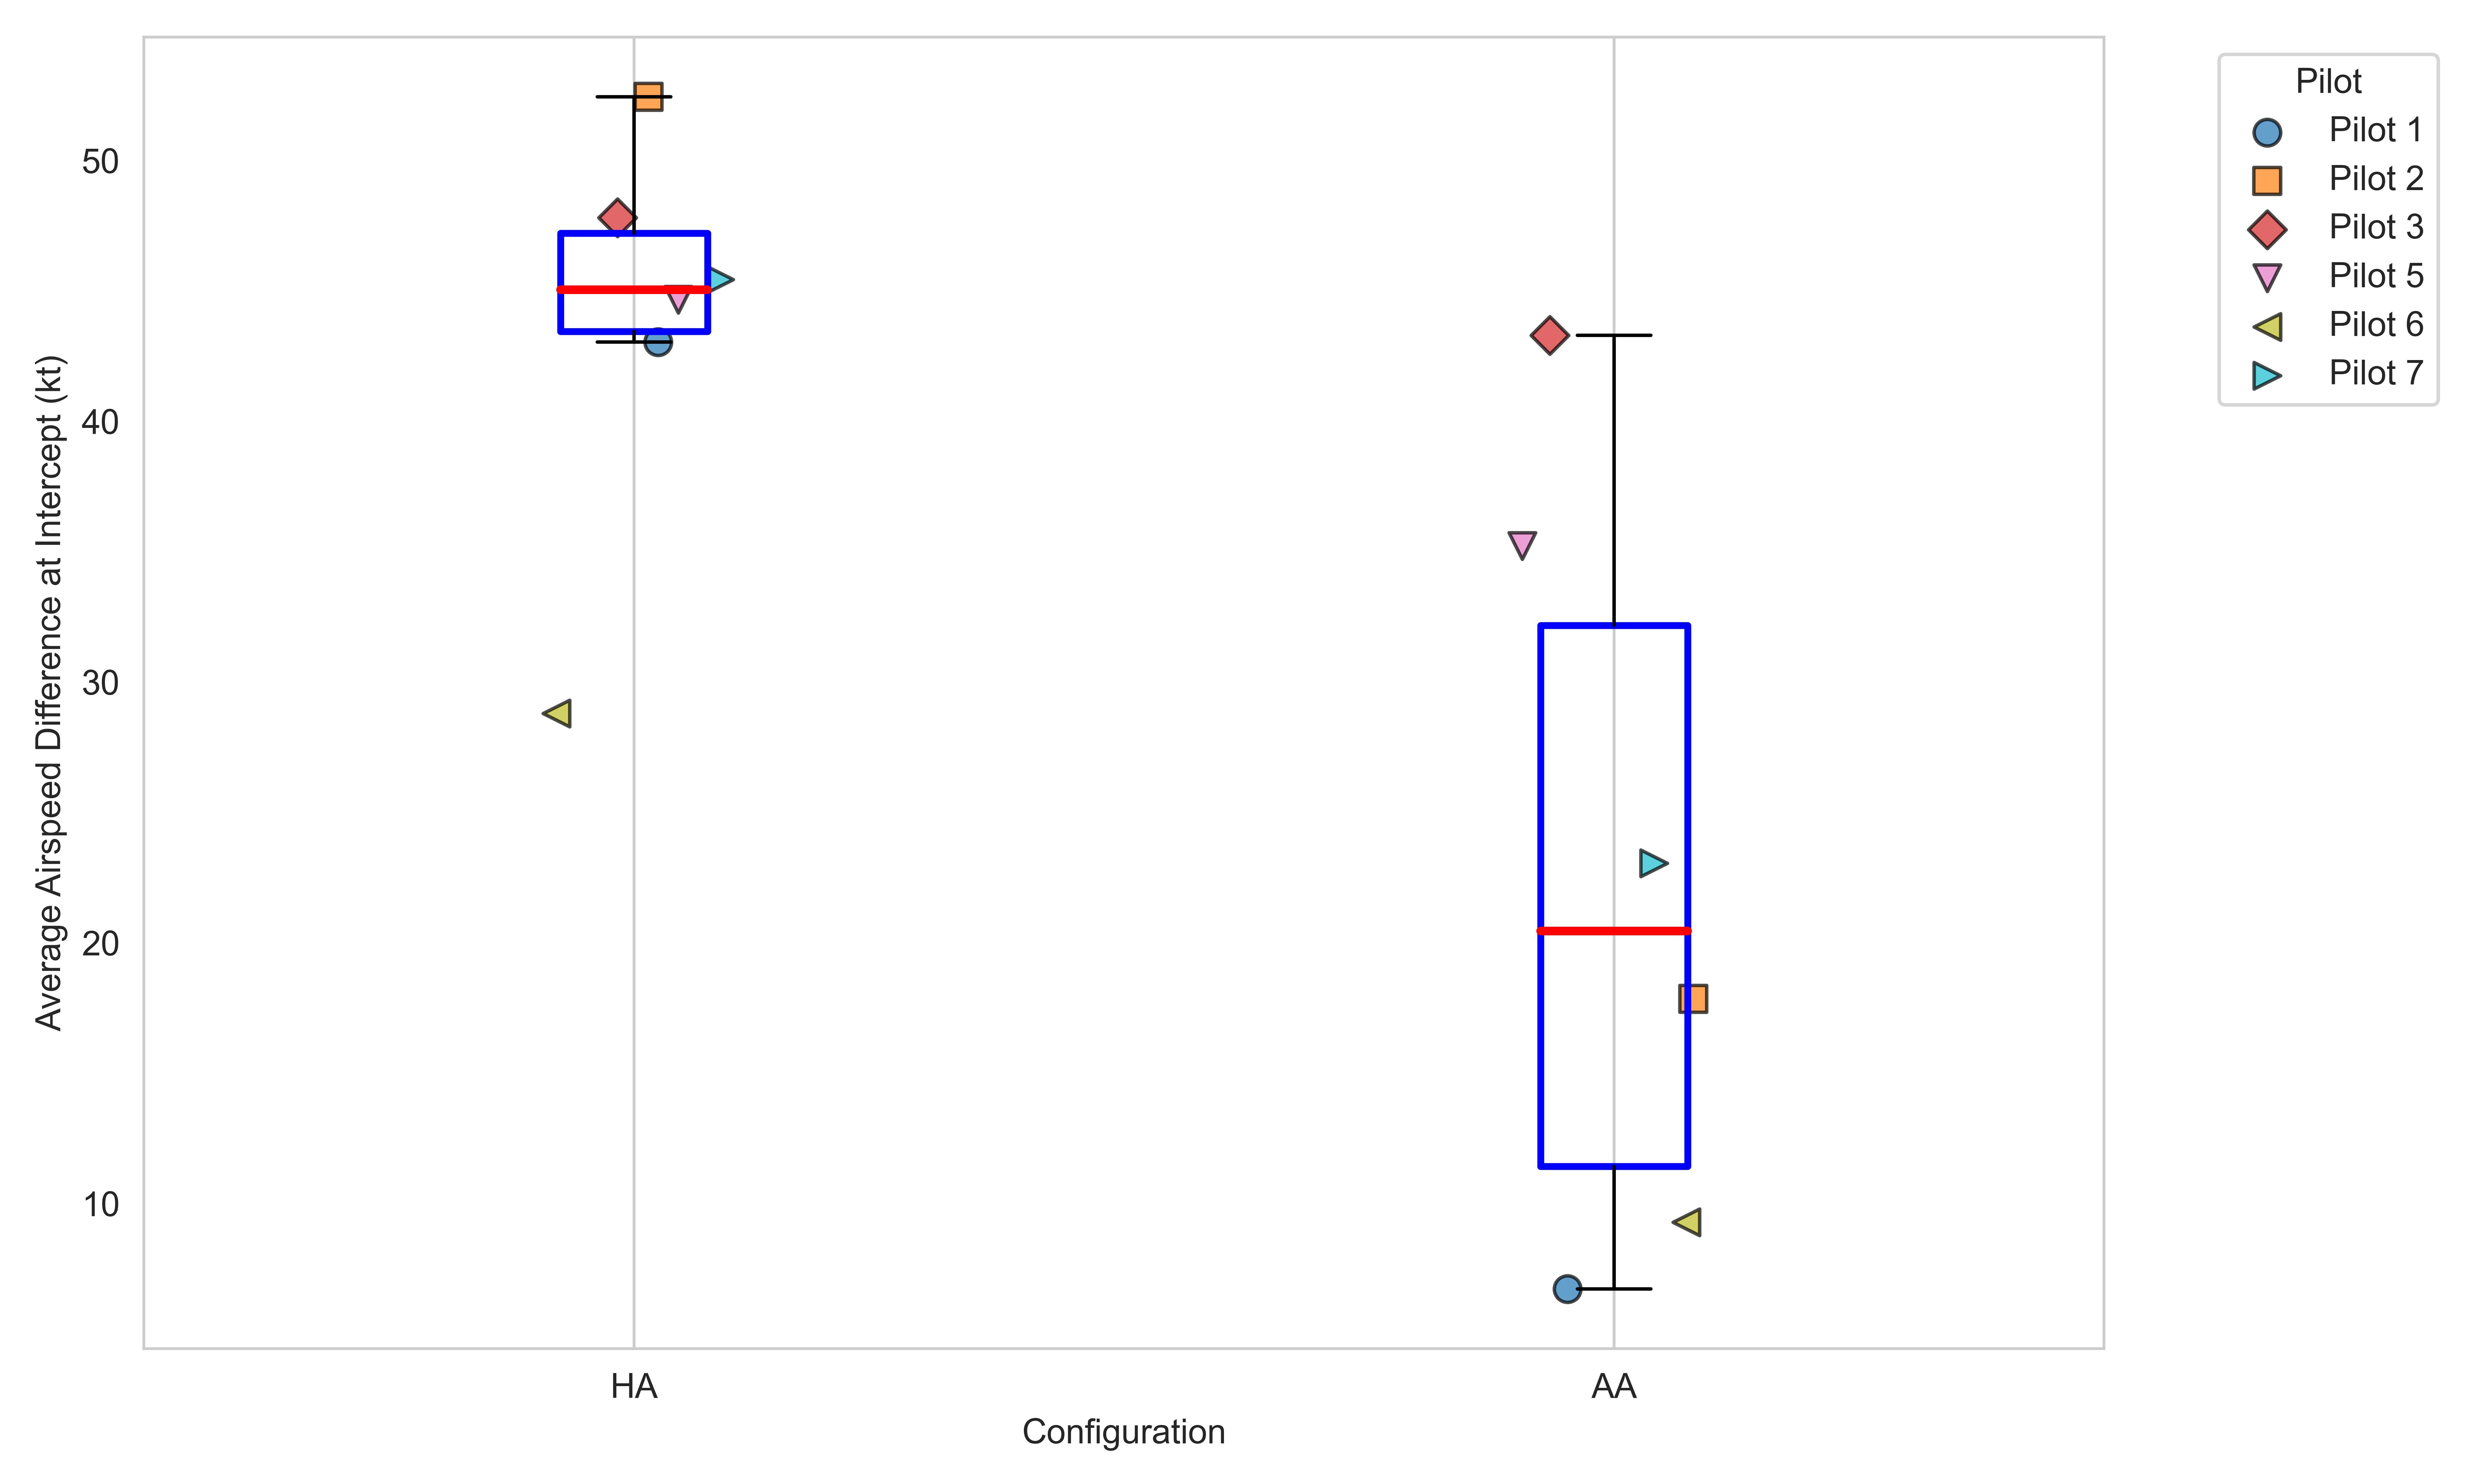 Pilot
Pilot 1
Pilot 2
Pilot 3
Pilot 5
Pilot 6
Pilot 7
Average Airspeed Difference at Intercept (kt)
50
40
30
20
10
HA
AA
Configuration